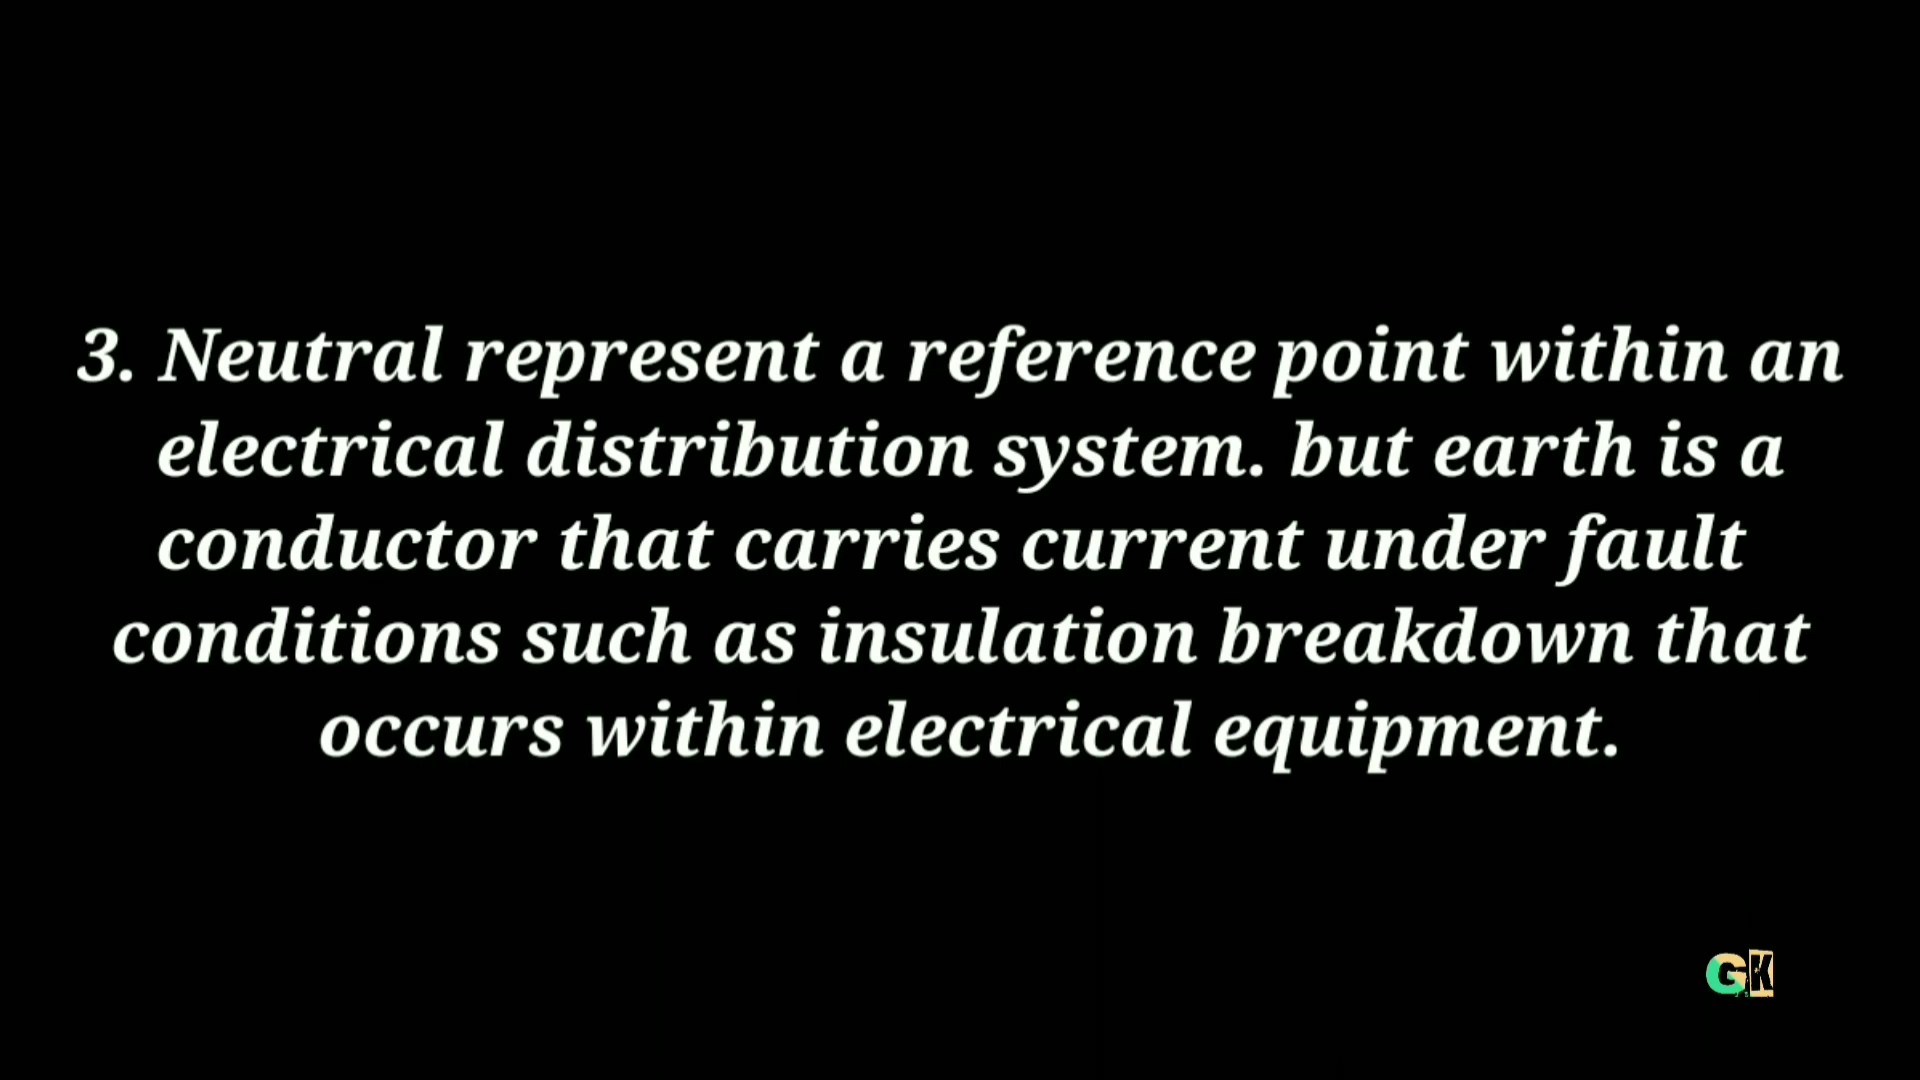 3. Neutral represent a reference point within an
electrical distribution system. but earth is a
conductor that carries current under fault
conditions such as insulation breakdown that
occurs within electrical equipment.
GK